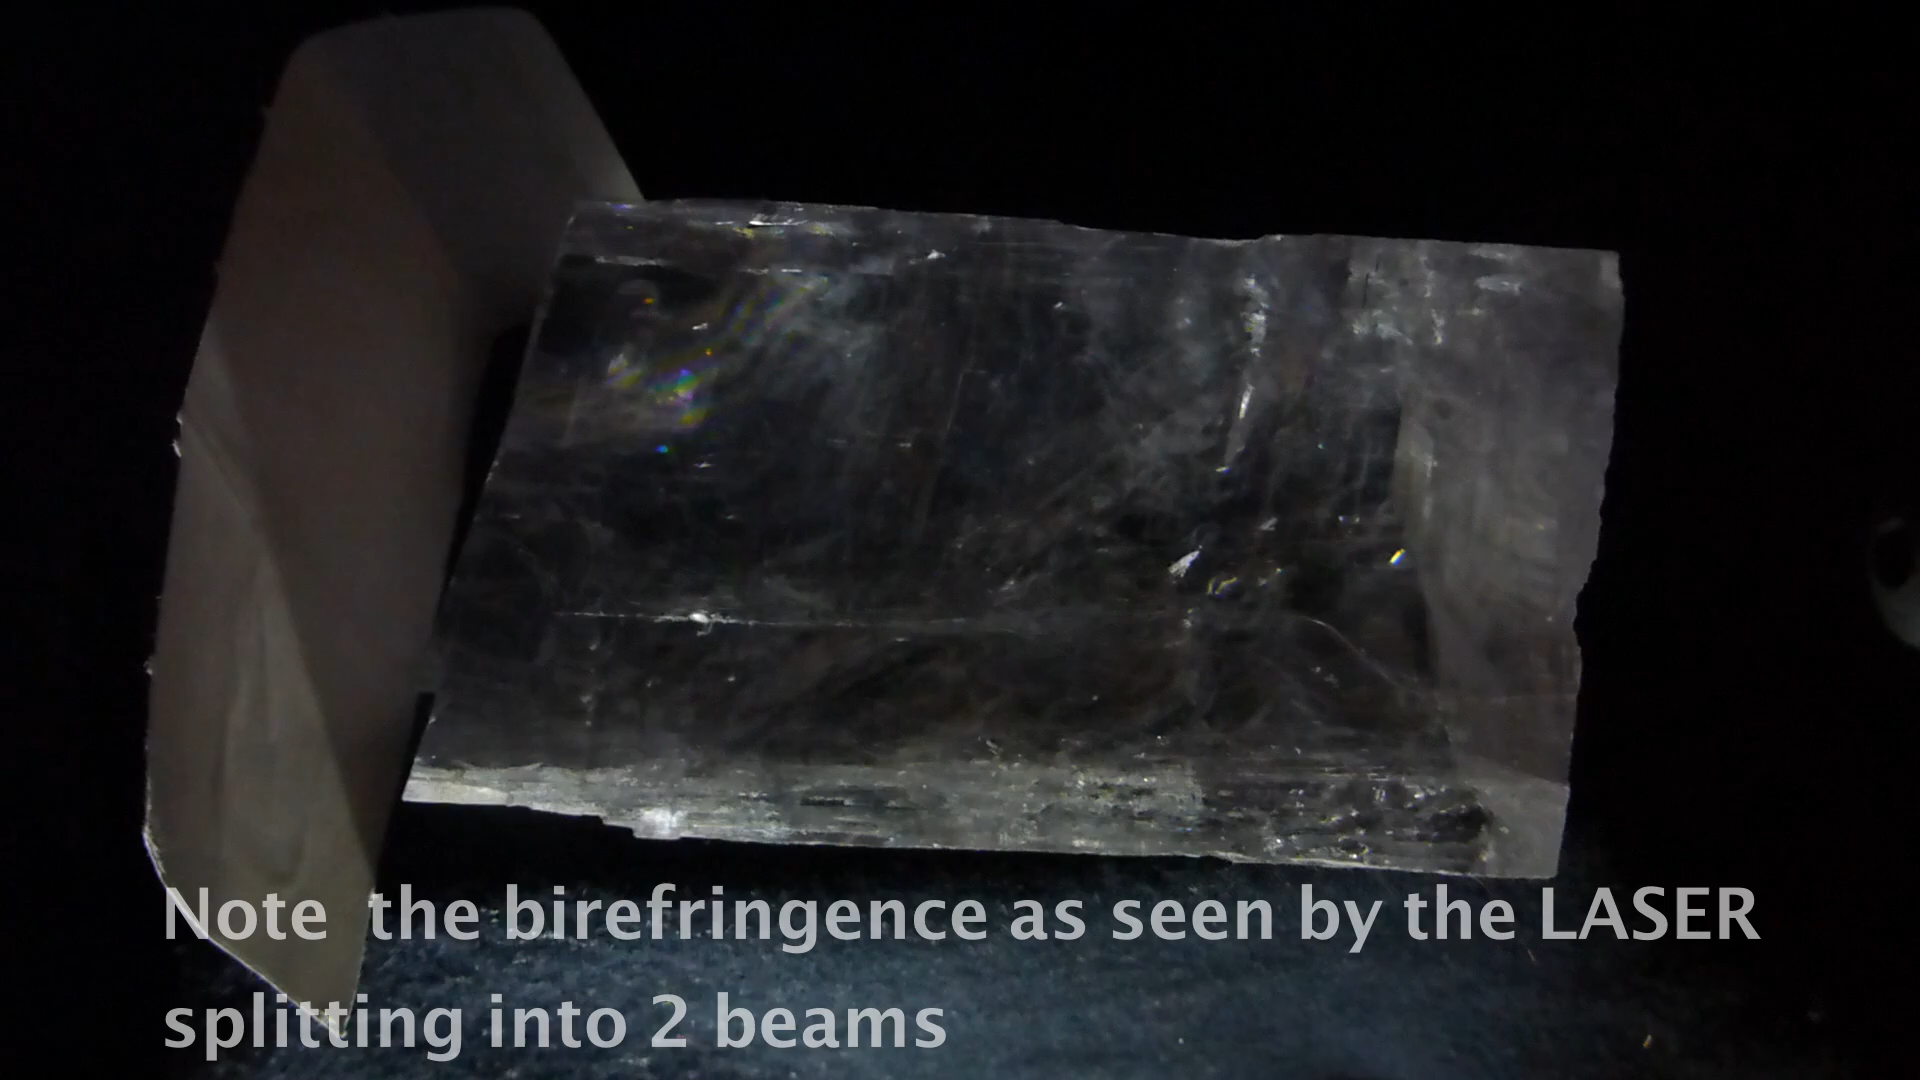 Note  the birefringence as seen by the LASER
splitting into 2 beams